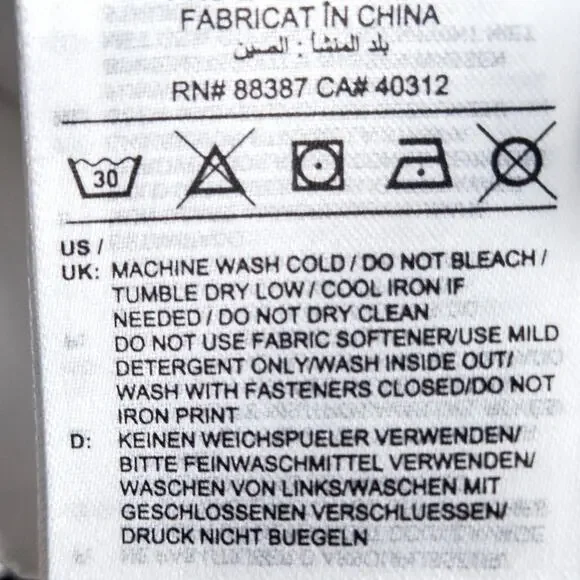 FABRICAT ÎN CHINA
بلد المنشأ : الصين
RN# 88387 CA# 40312
30
US /
UK: MACHINE WASH COLD / DO NOT BLEACH /
TUMBLE DRY LOW / COOL IRON IF
NEEDED / DO NOT DRY CLEAN
DO NOT USE FABRIC SOFTENER/USE MILD
DETERGENT ONLY/WASH INSIDE OUT/
WASH WITH FASTENERS CLOSED/DO NOT
IRON PRINT
D: KEINEN WEICHSPUELER VERWENDEN/
BITTE FEINWASCHMITTEL VERWENDEN/
WASCHEN VON LINKS/WASCHEN MIT
GESCHLOSSENEN VERSCHLUESSEN/
DRUCK NICHT BUEGELN